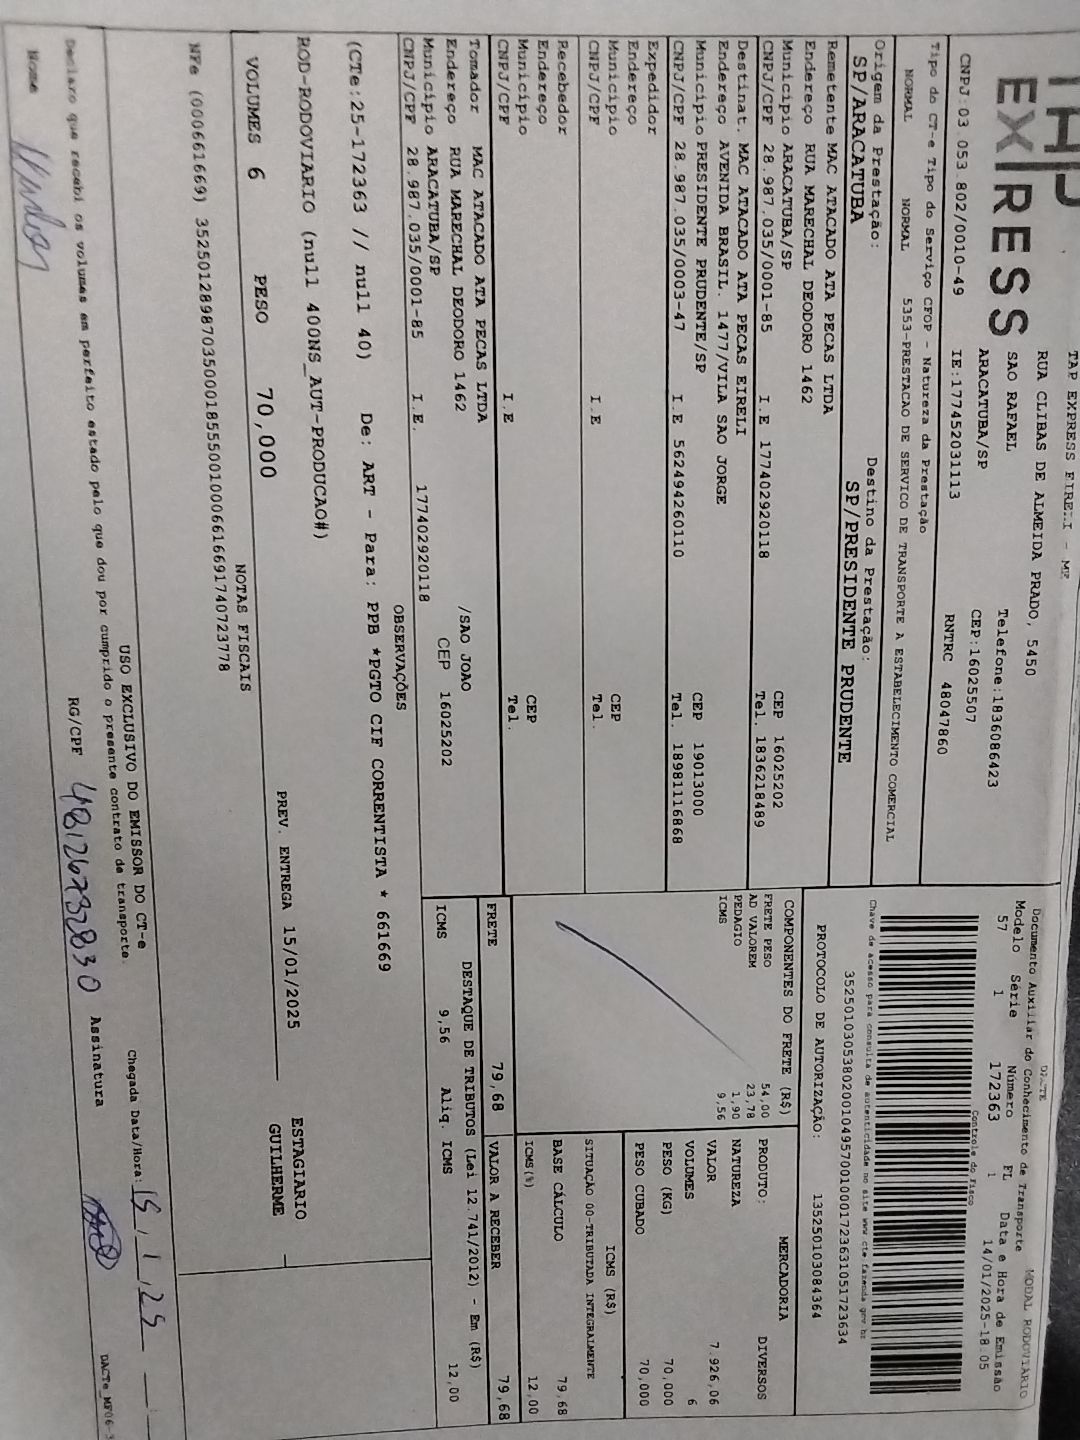 EX|RESS
TAP EXPRESS EIRELI - ME
RUA CLIBAS DE ALMEIDA PRADO, 5450
SAO RAFAEL
Telefone:1836086423
ARACATUBA/SP
CEP:16025507
CNPJ:03 053 802/0010-49
IE:177452031113
RNTRC 48047860
DACTE
MODAL RODOVIÁRIO
Documento Auxiliar do Conhecimento de Transporte
Modelo Série Número FL Data e Hora de Emissão
57 1 172363 1 14/01/2025-18:05
Controle do Fisco
Chave de acesso para consulta de autenticidade no site www cte fazenda gov br
35250103053802001049570010001723631051723634
PROTOCOLO DE AUTORIZAÇÃO: 135250103084364
Tipo do CT-e Tipo do Serviço CFOP - Natureza da Prestação
NORMAL NORMAL 5353-PRESTACAO DE SERVICO DE TRANSPORTE A ESTABELECIMENTO COMERCIAL
Origem da Prestação: Destino da Prestação:
SP/ARACATUBA SP/PRESIDENTE PRUDENTE
Remetente MAC ATACADO ATA PECAS LTDA
Endereço RUA MARECHAL DEODORO 1462
Município ARACATUBA/SP CEP 16025202
CNPJ/CPF 28.987.035/0001-85 I.E 177402920118 Tel. 1836218489
Destinat. MAC ATACADO ATA PECAS EIRELI
Endereço AVENIDA BRASIL. 1477/VILA SAO JORGE
Município PRESIDENTE PRUDENTE/SP CEP 19013000
CNPJ/CPF 28.987.035/0003-47 I.E 562494260110 Tel. 18981116868
Expedidor
Endereço
Município CEP
CNPJ/CPF I.E Tel.
Recebedor
Endereço
Município CEP
CNPJ/CPF I.E Tel.
Tomador MAC ATACADO ATA PECAS LTDA
Endereço RUA MARECHAL DEODORO 1462 /SAO JOAO
Município ARACATUBA/SP CEP 16025202
CNPJ/CPF 28.987.035/0001-85 I.E. 177402920118
COMPONENTES DO FRETE (R$)
FRETE PESO 54,00
AD VALOREM 23,78
PEDAGIO 1,90
ICMS 9,56
MERCADORIA
PRODUTO: DIVERSOS
NATUREZA
VALOR 7.926,06
VOLUMES 6
PESO (KG) 70,000
PESO CUBADO 70,000
ICMS (R$)
SITUAÇÃO 00-TRIBUTADA INTEGRALMENTE
BASE CÁLCULO 79,68
ICMS(%) 12,00
FRETE 79,68 VALOR A RECEBER 79,68
DESTAQUE DE TRIBUTOS (Lei 12.741/2012) - Em (R$)
ICMS 9,56 Aliq. ICMS 12,00
OBSERVAÇÕES
(CTe:25-172363 // null 40) De: ART - Para: PPB *PGTO CIF CORRENTISTA * 661669
ROD-RODOVIARIO (null 400NS_AUT-PRODUCAO#)
VOLUMES 6 PESO 70,000 PREV. ENTREGA 15/01/2025
ESTAGIARIO
GUILHERME
NOTAS FISCAIS
NFe (000661669) 35250128987035000185550010006616691740723778
USO EXCLUSIVO DO EMISSOR DO CT-e
Declaro que recebi os volumes em perfeito estado pelo que dou por cumprido o presente contrato de transporte.
Chegada Data/Hora: 15/1/25
Nome
RG/CPF 48126732830 Assinatura